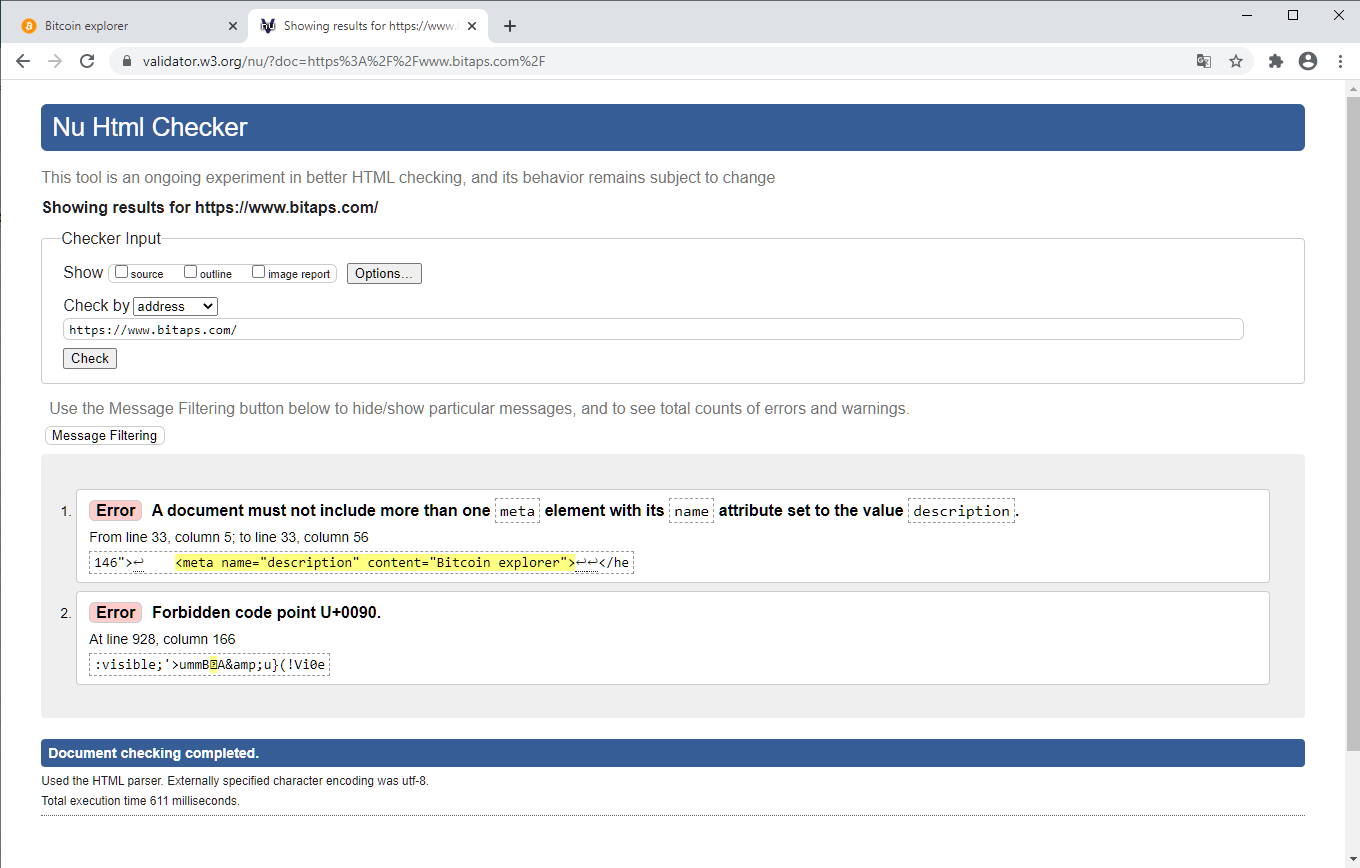 Bitcoin explorer
Showing results for https://www.
validator.w3.org/nu/?doc=https%3A%2F%2Fwww.bitaps.com%2F
Nu Html Checker
This tool is an ongoing experiment in better HTML checking, and its behavior remains subject to change
Showing results for https://www.bitaps.com/
Checker Input
Show source outline image report Options...
Check by address
https://www.bitaps.com/
Check
Use the Message Filtering button below to hide/show particular messages, and to see total counts of errors and warnings.
Message Filtering
1. Error A document must not include more than one meta element with its name attribute set to the value description.
From line 33, column 5; to line 33, column 56
146">↩ <meta name="description" content="Bitcoin explorer">↩↩</he
2. Error Forbidden code point U+0090.
At line 928, column 166
:visible;'>ummBA&amp;u}(!Vi0e
Document checking completed.
Used the HTML parser. Externally specified character encoding was utf-8.
Total execution time 611 milliseconds.